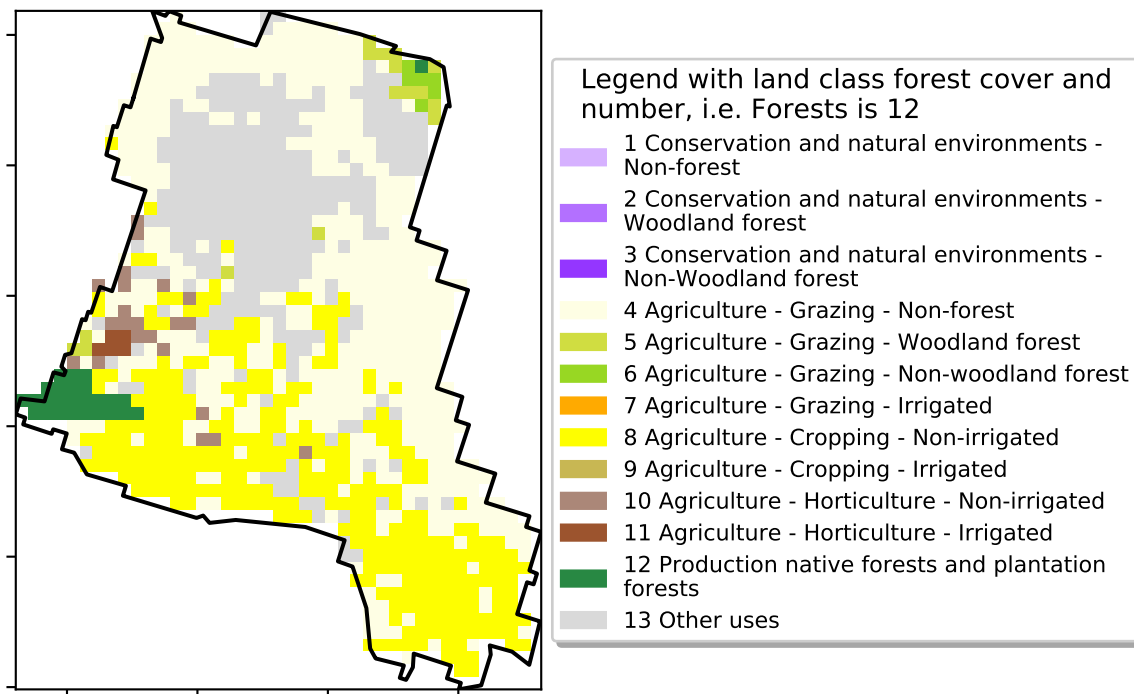 Legend with land class forest cover and
number, i.e. Forests is 12
1 Conservation and natural environments -
Non-forest
2 Conservation and natural environments -
Woodland forest
3 Conservation and natural environments -
Non-Woodland forest
4 Agriculture - Grazing - Non-forest
5 Agriculture - Grazing - Woodland forest
6 Agriculture - Grazing - Non-woodland forest
7 Agriculture - Grazing - Irrigated
8 Agriculture - Cropping - Non-irrigated
9 Agriculture - Cropping - Irrigated
10 Agriculture - Horticulture - Non-irrigated
11 Agriculture - Horticulture - Irrigated
12 Production native forests and plantation
forests
13 Other uses